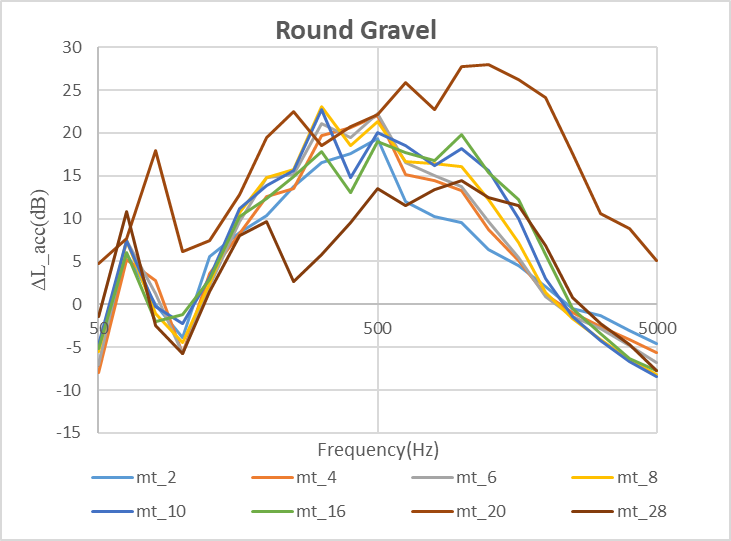 Round Gravel
30
25
20
15
10
5
0
-5
-10
-15
50 500 5000
ΔL_acc(dB)
Frequency(Hz)
mt_2 mt_4 mt_6 mt_8
mt_10 mt_16 mt_20 mt_28